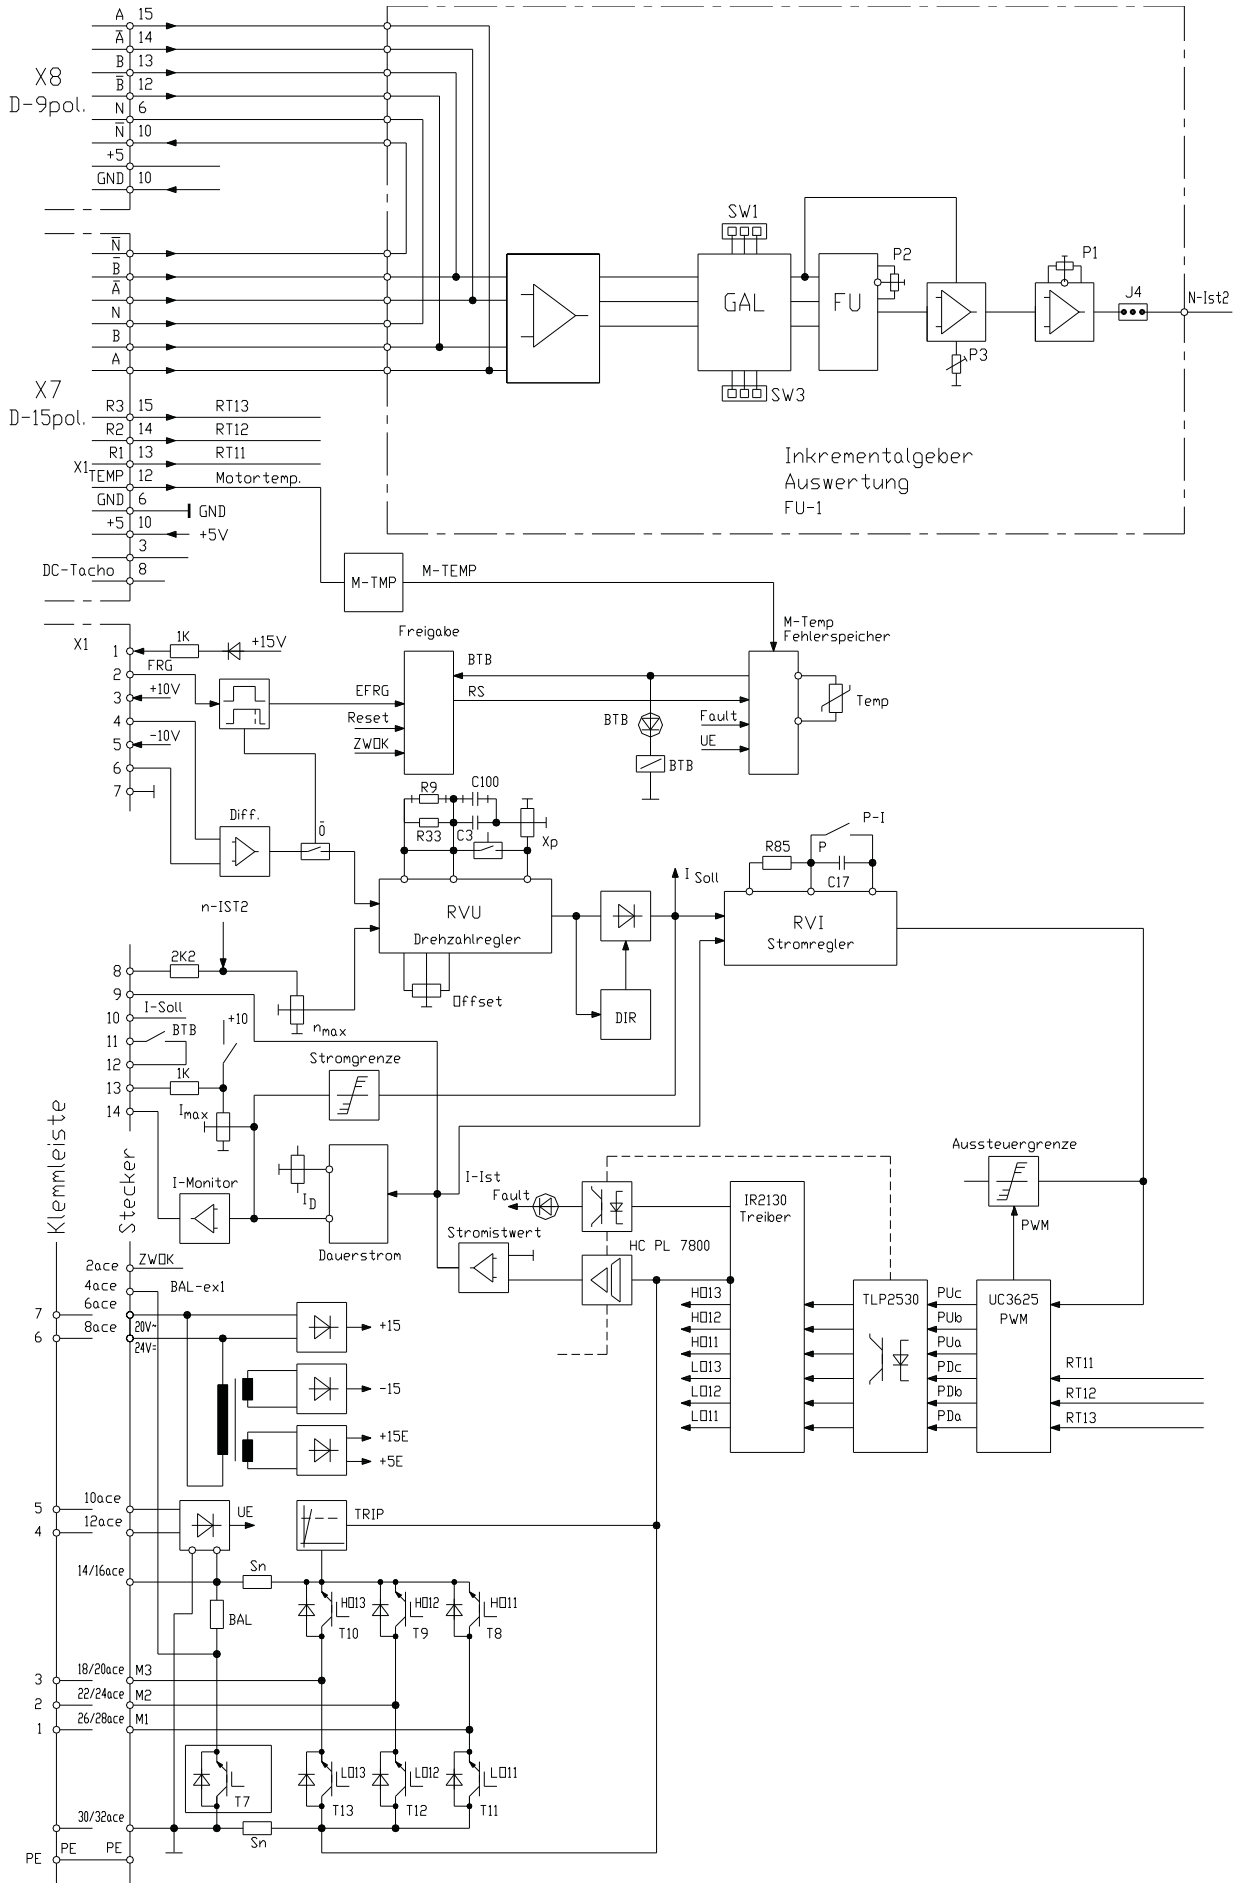 A 15
A̅ 14
B 13
B̅ 12
N 6
N̅ 10
+5
GND 10
X8
D-9pol.
N̅
B̅
A̅
N
B
A
X7
D-15pol.
R3 15 RT13
R2 14 RT12
R1 13 RT11
X1
TEMP 12 Motortemp.
GND 6 GND
+5 10 +5V
3
DC-Tacho 8
SW1
GAL
SW3
FU
P2
P3
P1
J4
N-Ist2
Inkrementalgeber
Auswertung
FU-1
M-TMP
M-TEMP
M-Temp
Fehlerspeicher
X1
1 1K +15V
2 FRG
3 +10V
4
5 -10V
6
7
Freigabe
EFRG
Reset
ZWOK
BTB
RS
BTB
BTB
Fault
UE
Temp
Diff.
0̅
R9
C100
R33
C3
Xp
RVU
Drehzahlregler
Offset
I Soll
DIR
P-I
R85
P
C17
RVI
Stromregler
n-IST2
8 2K2
9
10 I-Soll
11 BTB
12
13 1K
14
+10
nmax
Imax
Stromgrenze
ID
Dauerstrom
I-Monitor
I-Ist
Fault
Stromistwert
HC PL 7800
Klemmleiste
Stecker
Aussteuergrenze
PWM
IR2130
Treiber
HO13
HO12
HO11
LO13
LO12
LO11
TLP2530
PUc
PUb
PUa
PDc
PDb
PDa
UC3625
PWM
RT11
RT12
RT13
2ace ZWOK
4ace BAL-ex1
7 6ace
6 8ace
20V~
24V=
+15
-15
+15E
+5E
5 10ace
4 12ace
UE
TRIP
14/16ace
Sn
BAL
HO13
T10
HO12
T9
HO11
T8
3 18/20ace M3
2 22/24ace M2
1 26/28ace M1
T7
LO13
T13
LO12
T12
LO11
T11
30/32ace
Sn
PE PE PE